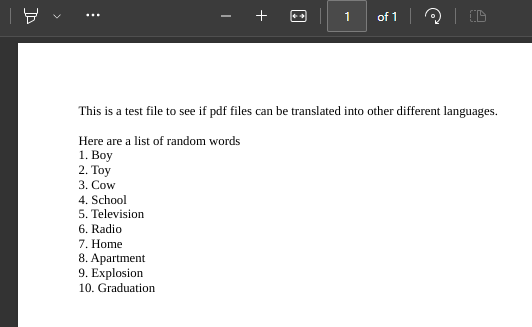 1 of 1
This is a test file to see if pdf files can be translated into other different languages.
Here are a list of random words
1. Boy
2. Toy
3. Cow
4. School
5. Television
6. Radio
7. Home
8. Apartment
9. Explosion
10. Graduation